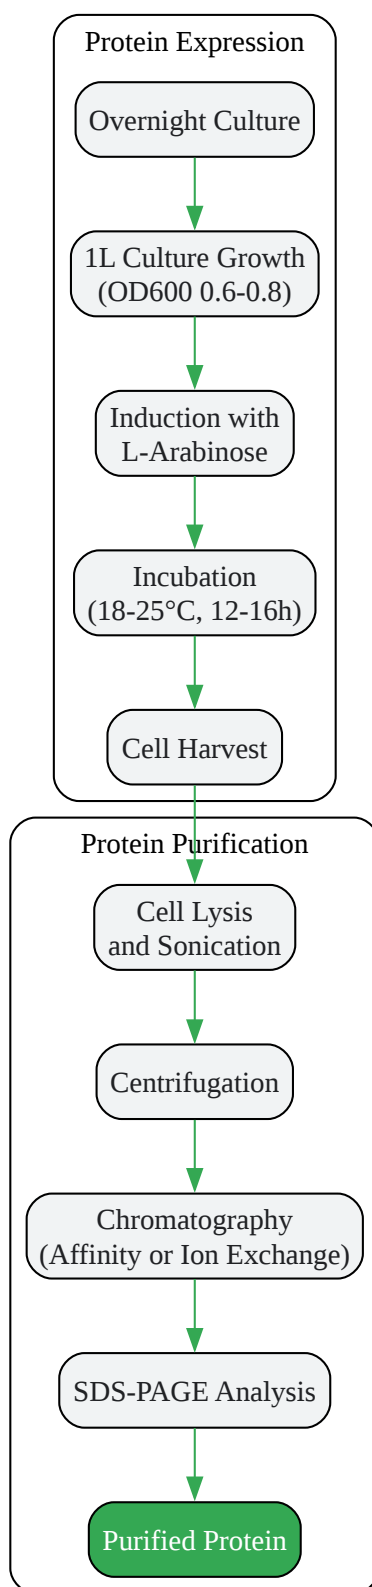 Protein Expression
Overnight Culture
1L Culture Growth
(OD600 0.6-0.8)
Induction with
L-Arabinose
Incubation
(18-25°C, 12-16h)
Cell Harvest
Protein Purification
Cell Lysis
and Sonication
Centrifugation
Chromatography
(Affinity or Ion Exchange)
SDS-PAGE Analysis
Purified Protein